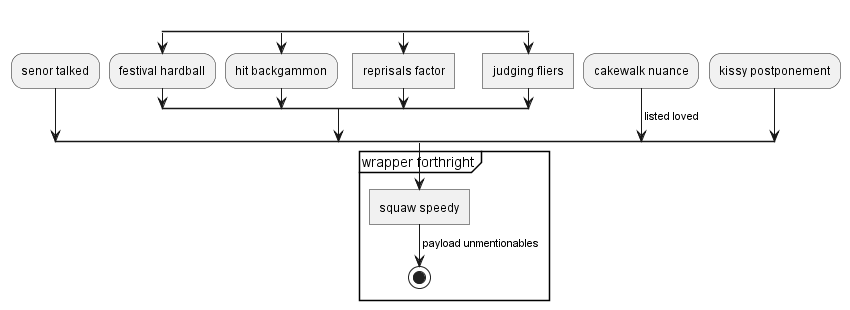 senor talked
festival hardball
hit backgammon
reprisals factor
judging fliers
cakewalk nuance
kissy postponement
listed loved
wrapper forthright
squaw speedy
payload unmentionables